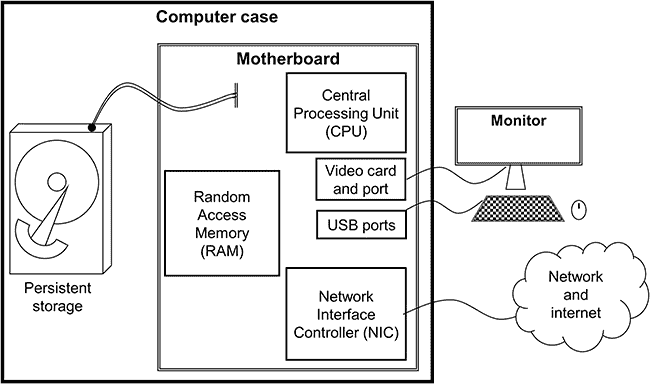 Computer case
Motherboard
Central
Processing Unit
(CPU)
Monitor
Video card
and port
Random
Access
Memory
(RAM)
USB ports
Persistent
storage
Network
Interface
Controller (NIC)
Network
and
internet